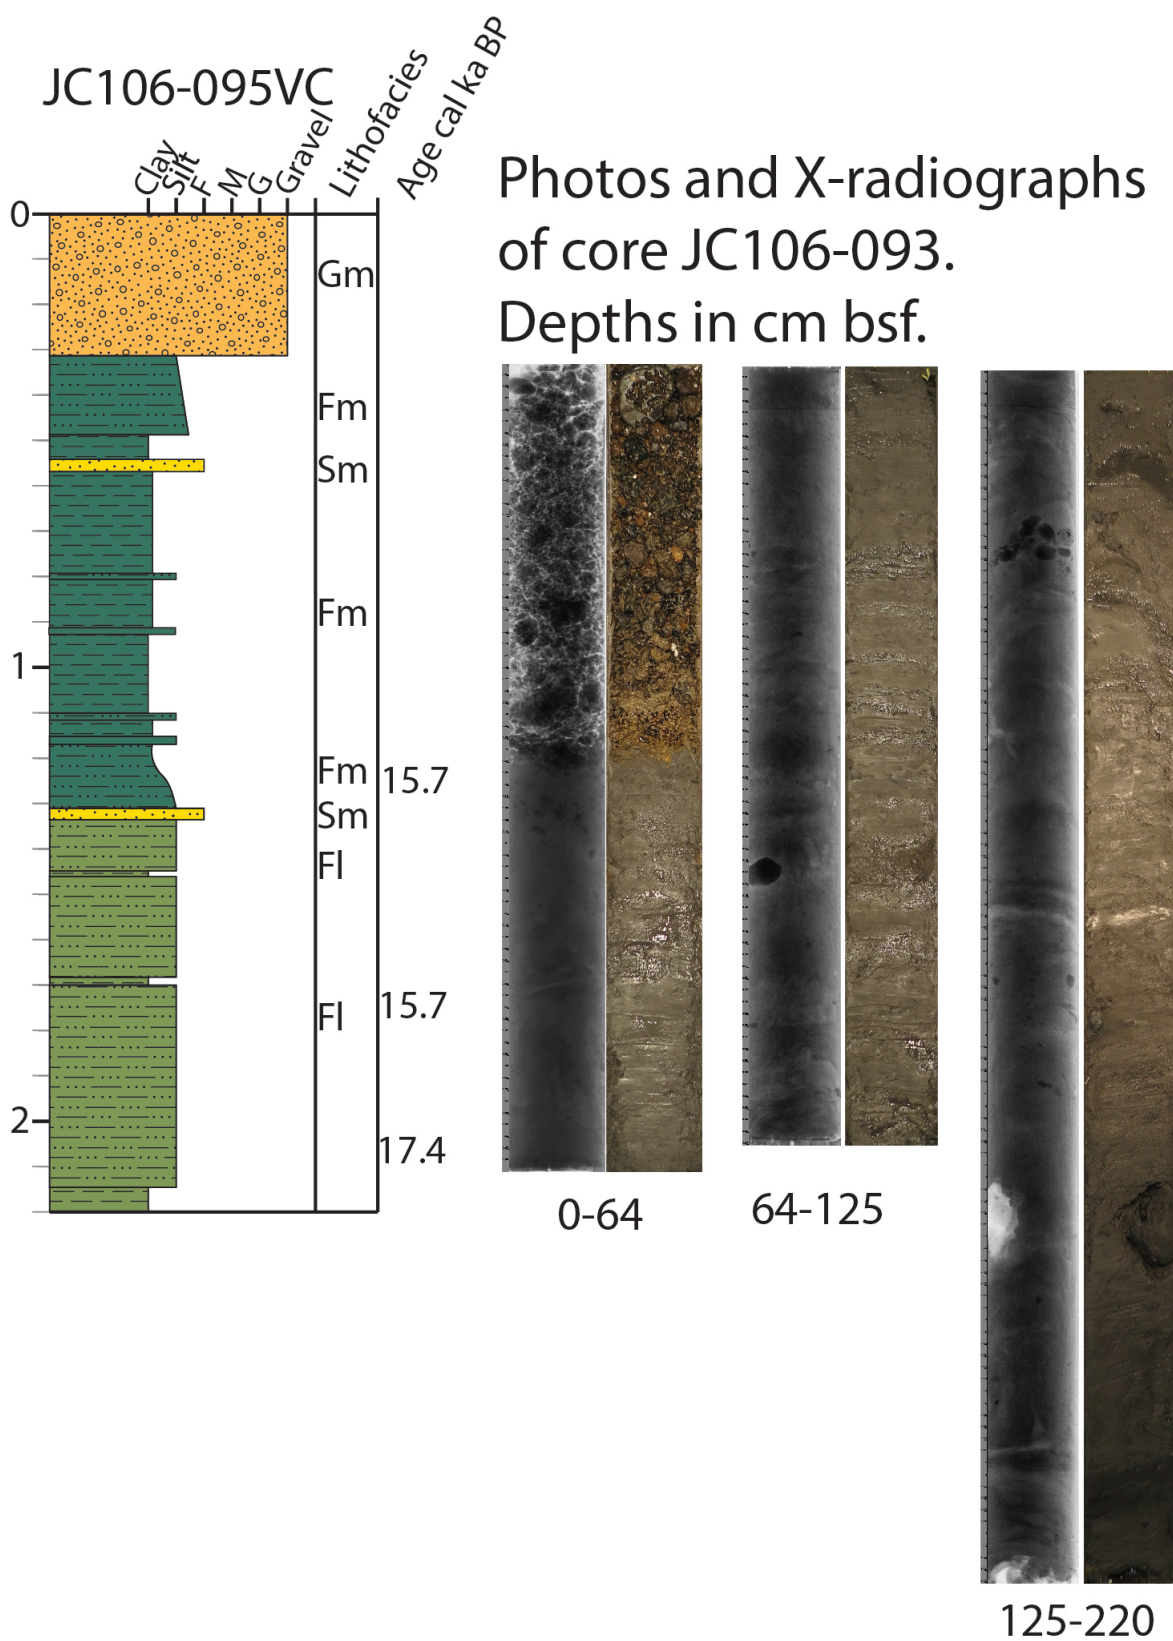 JC106-095VC
Clay
Silt
F
M
G
Gravel
Lithofacies
Age cal ka BP
Photos and X-radiographs
of core JC106-093.
Depths in cm bsf.
0
Gm
Fm
Sm
Fm
1
Fm
15.7
Sm
Fl
15.7
Fl
2
17.4
0-64
64-125
125-220